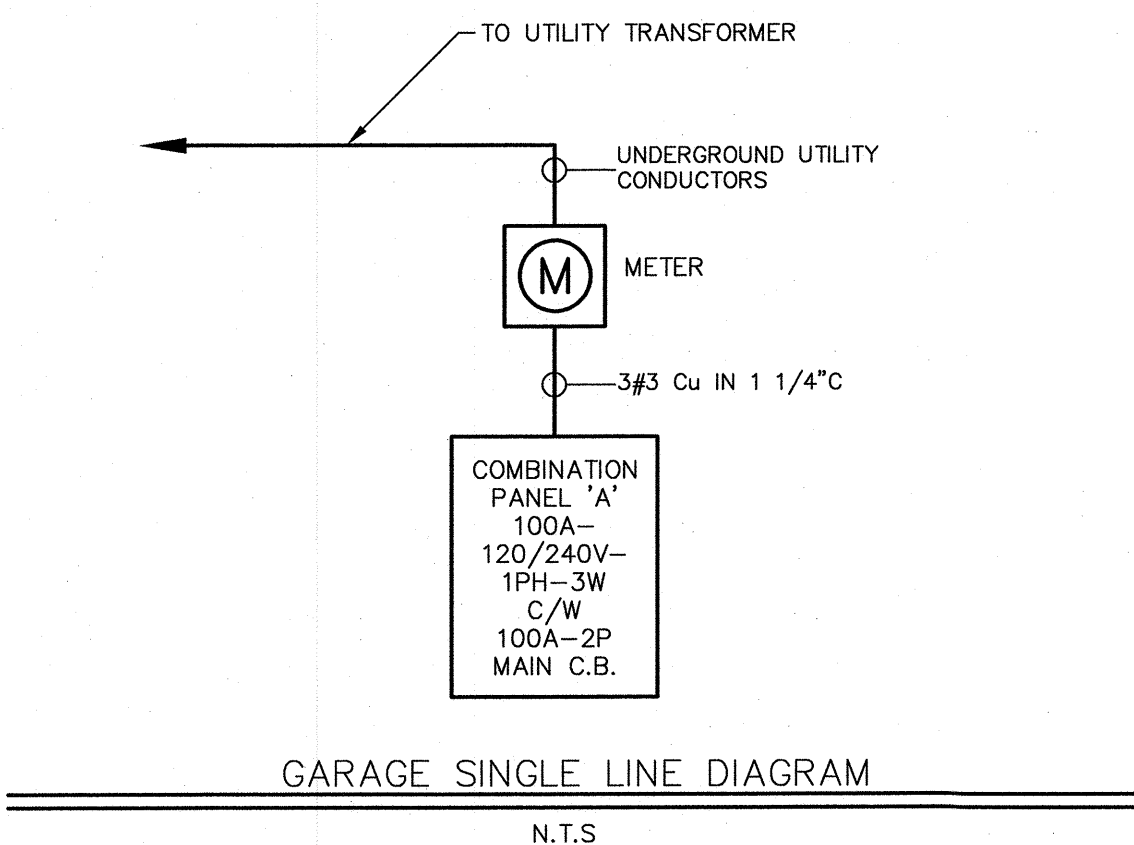 TO UTILITY TRANSFORMER
UNDERGROUND UTILITY
CONDUCTORS
M
METER
3#3 Cu IN 1 1/4"C
COMBINATION
PANEL 'A'
100A-
120/240V-
1PH-3W
C/W
100A-2P
MAIN C.B.
GARAGE SINGLE LINE DIAGRAM
N.T.S